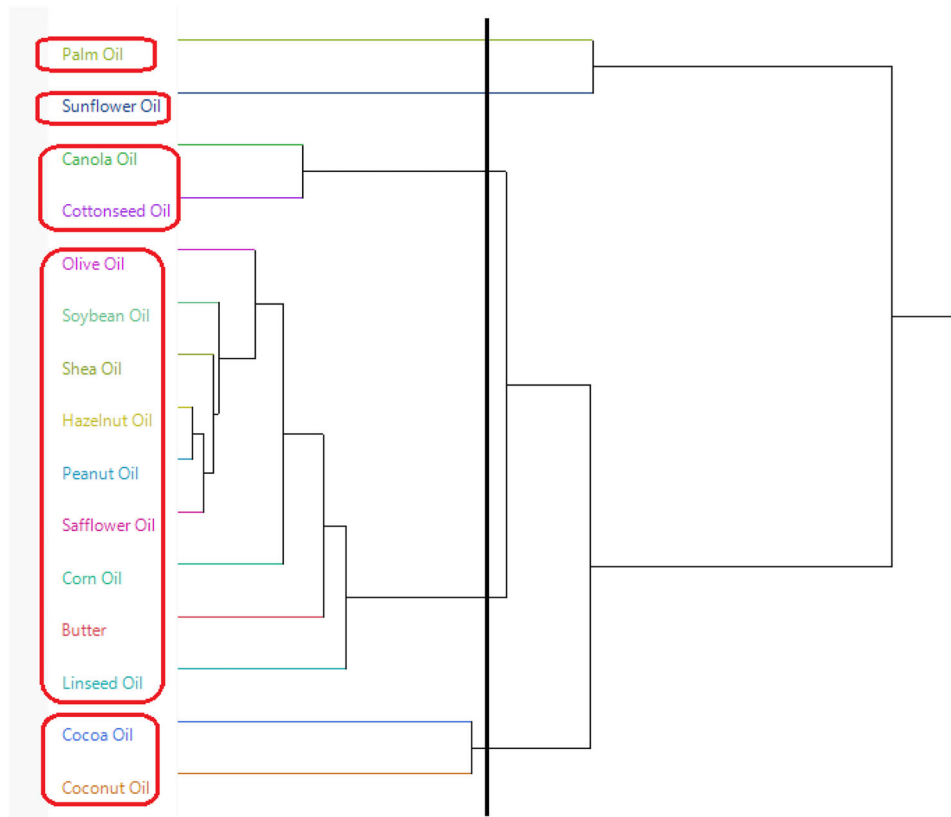 Palm Oil
Sunflower Oil
Canola Oil
Cottonseed Oil
Olive Oil
Soybean Oil
Shea Oil
Hazelnut Oil
Peanut Oil
Safflower Oil
Corn Oil
Butter
Linseed Oil
Cocoa Oil
Coconut Oil